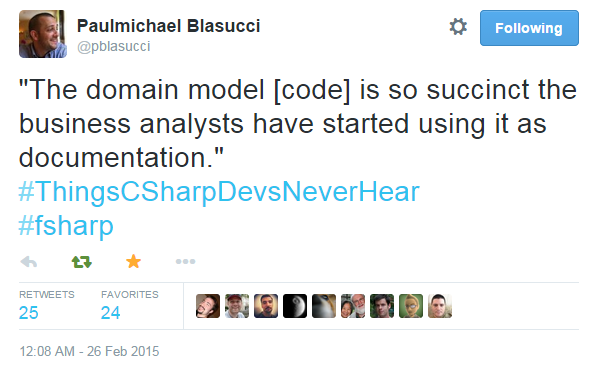 Paulmichael Blasucci
@pblasucci
Following
"The domain model [code] is so succinct the
business analysts have started using it as
documentation."
#ThingsCSharpDevsNeverHear
#fsharp
RETWEETS FAVORITES
25 24
12:08 AM - 26 Feb 2015